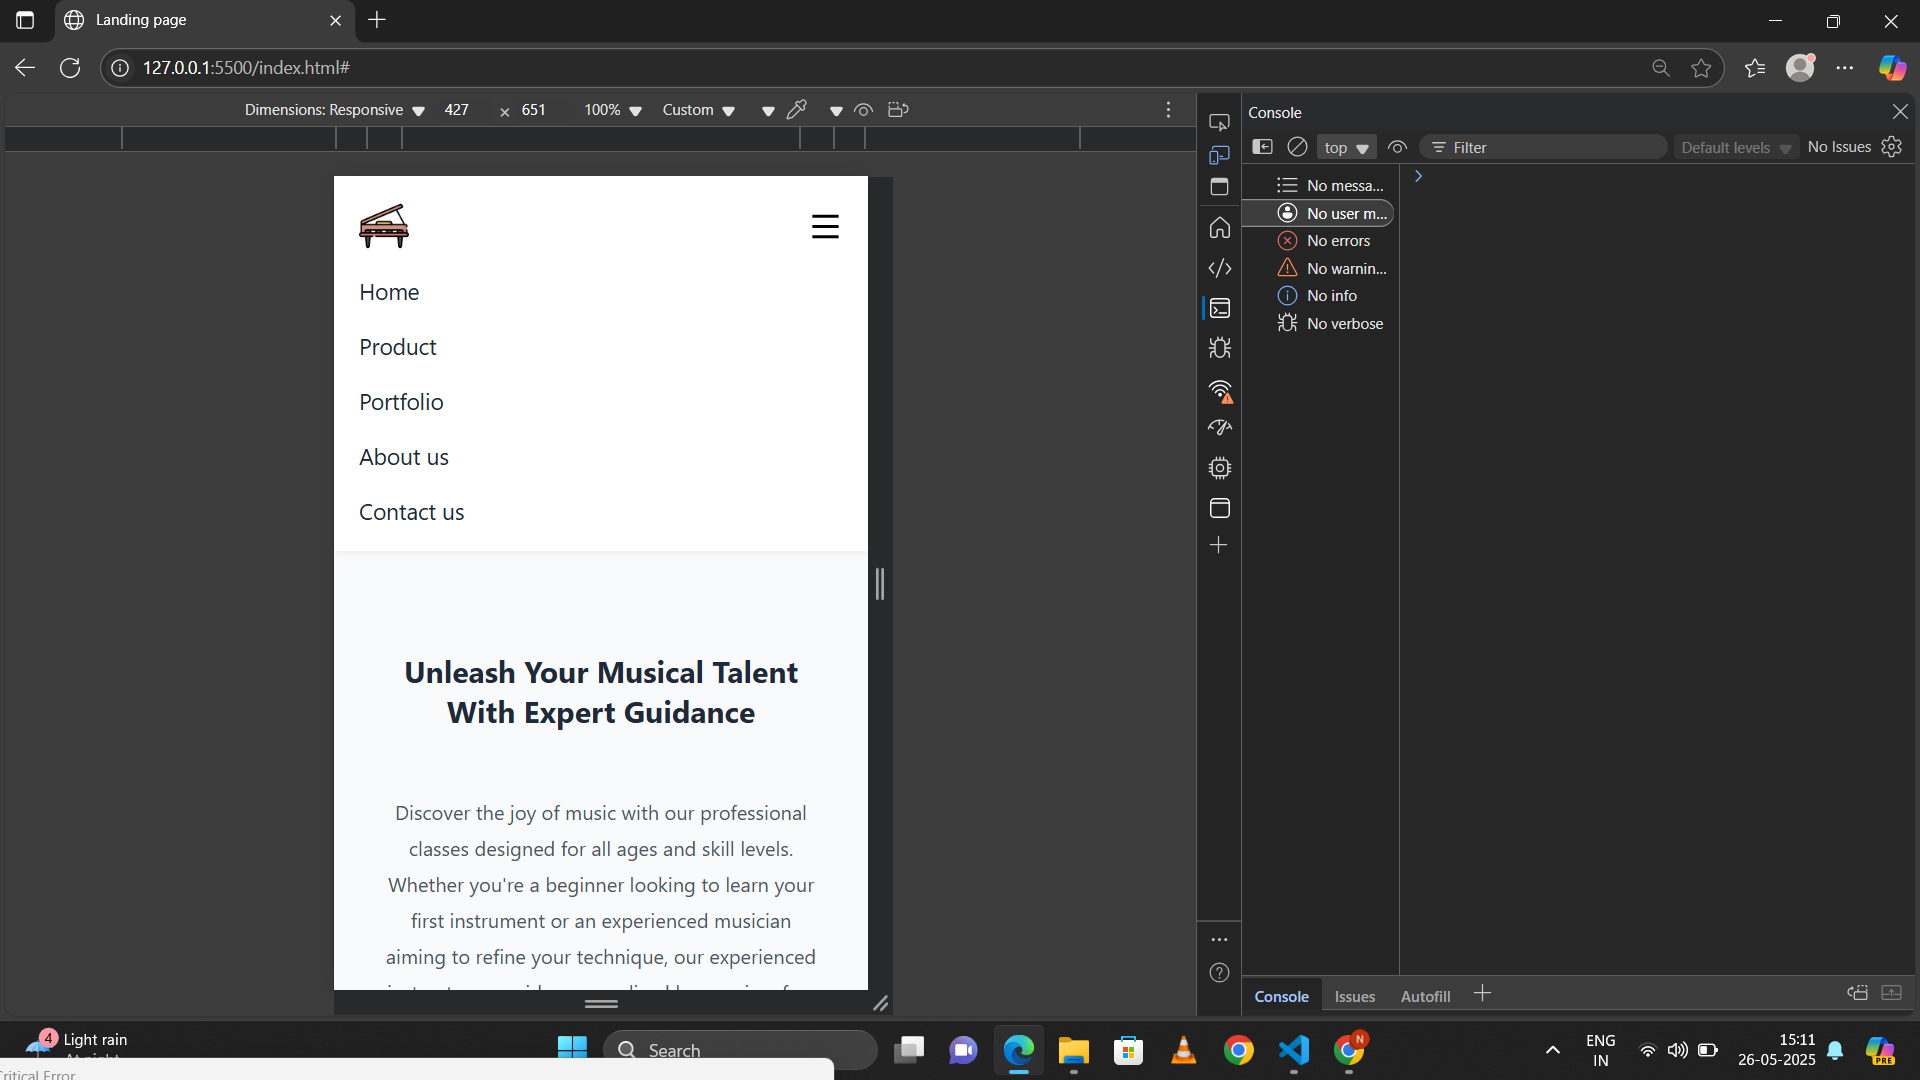 Landing page
127.0.0.1:5500/index.html#
Dimensions: Responsive 427 × 651 100% Custom
Console
top Filter Default levels No Issues
No messa...
No user m...
No errors
No warnin...
No info
No verbose
Home
Product
Portfolio
About us
Contact us
Unleash Your Musical Talent
With Expert Guidance
Discover the joy of music with our professional
classes designed for all ages and skill levels.
Whether you're a beginner looking to learn your
first instrument or an experienced musician
aiming to refine your technique, our experienced
Console Issues Autofill
4 Light rain
At night
Search
N
ENG
IN
15:11
26-05-2025
PRE
Critical Error